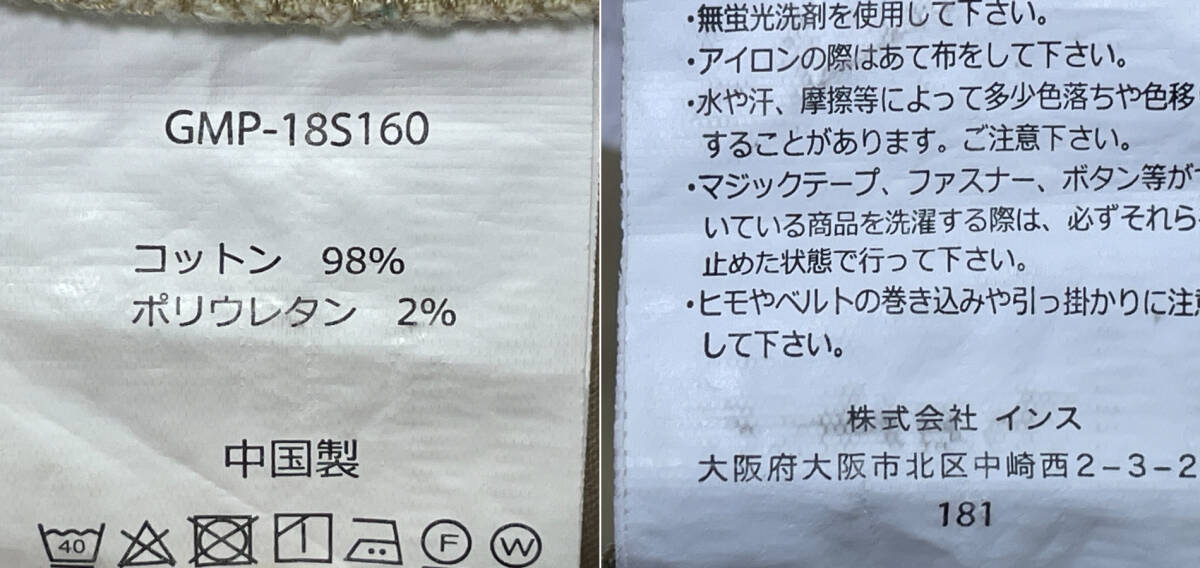 GMP-18S160
コットン 98%
ポリウレタン 2%
中国製
40
F
W
・無蛍光洗剤を使用して下さい。
・アイロンの際はあて布をして下さい。
・水や汗、摩擦等によって多少色落ちや色移
することがあります。ご注意下さい。
・マジックテープ、ファスナー、ボタン等が
いている商品を洗濯する際は、必ずそれら
止めた状態で行って下さい。
・ヒモやベルトの巻き込みや引っ掛かりに注意
して下さい。
株式会社 インス
大阪府大阪市北区中崎西2-3-2
181